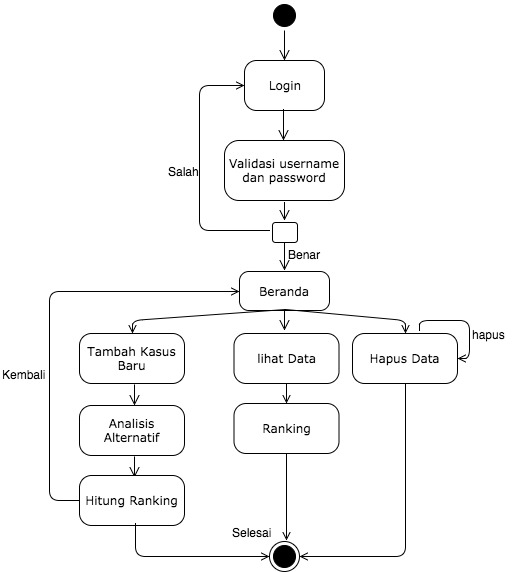 Login
Validasi username
dan password
Salah
Benar
Beranda
Tambah Kasus
Baru
lihat Data
Hapus Data
hapus
Kembali
Analisis
Alternatif
Ranking
Hitung Ranking
Selesai